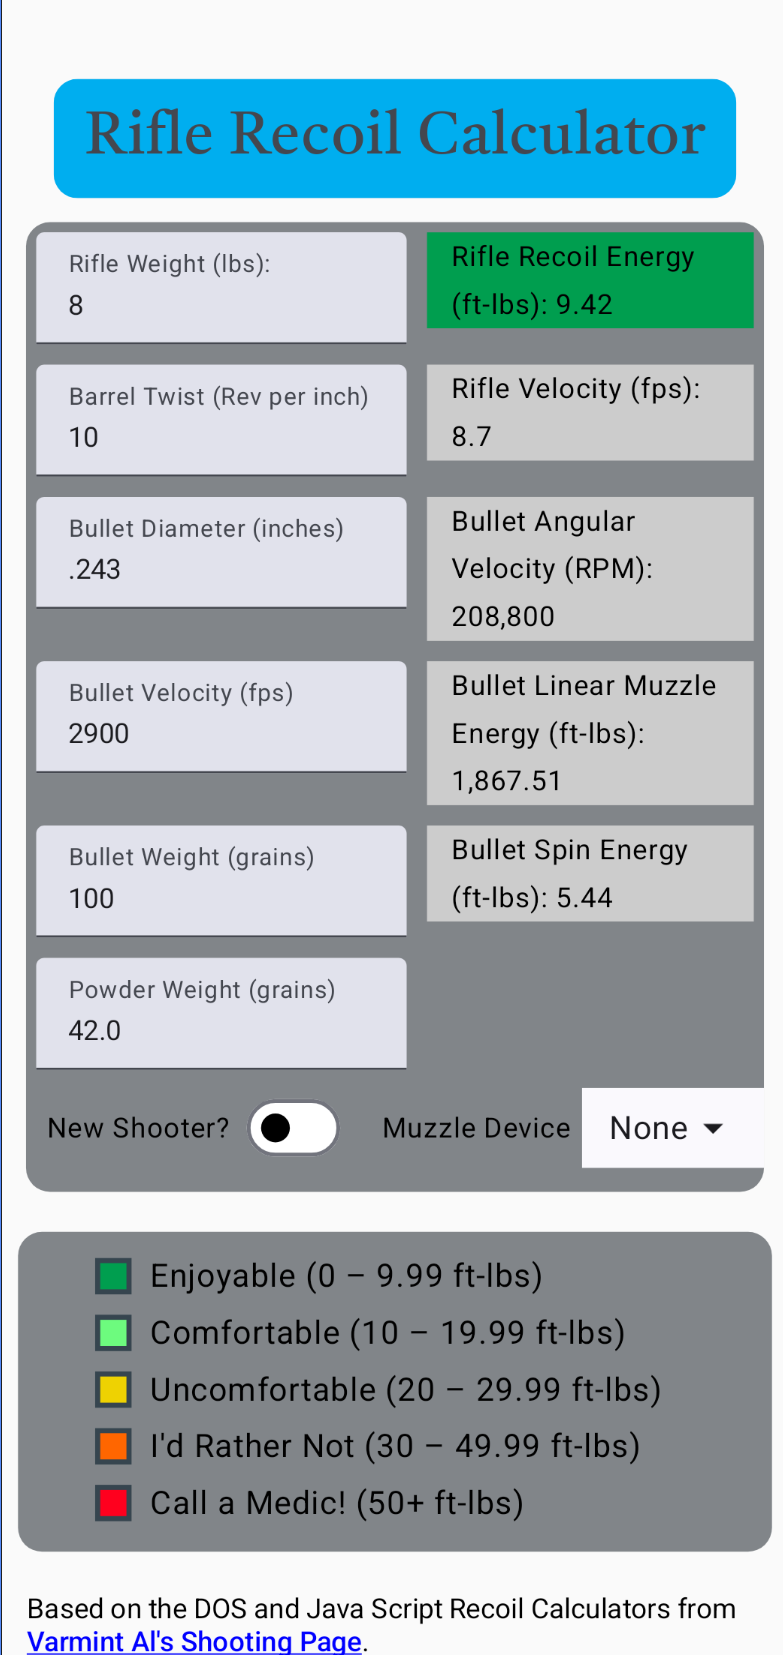 Rifle Recoil Calculator
Rifle Weight (lbs):
8
Rifle Recoil Energy
(ft-lbs): 9.42
Barrel Twist (Rev per inch)
10
Rifle Velocity (fps):
8.7
Bullet Diameter (inches)
.243
Bullet Angular
Velocity (RPM):
208,800
Bullet Velocity (fps)
2900
Bullet Linear Muzzle
Energy (ft-lbs):
1,867.51
Bullet Weight (grains)
100
Bullet Spin Energy
(ft-lbs): 5.44
Powder Weight (grains)
42.0
New Shooter? Muzzle Device None
Enjoyable (0 – 9.99 ft-lbs)
Comfortable (10 – 19.99 ft-lbs)
Uncomfortable (20 – 29.99 ft-lbs)
I'd Rather Not (30 – 49.99 ft-lbs)
Call a Medic! (50+ ft-lbs)
Based on the DOS and Java Script Recoil Calculators from
Varmint Al's Shooting Page.